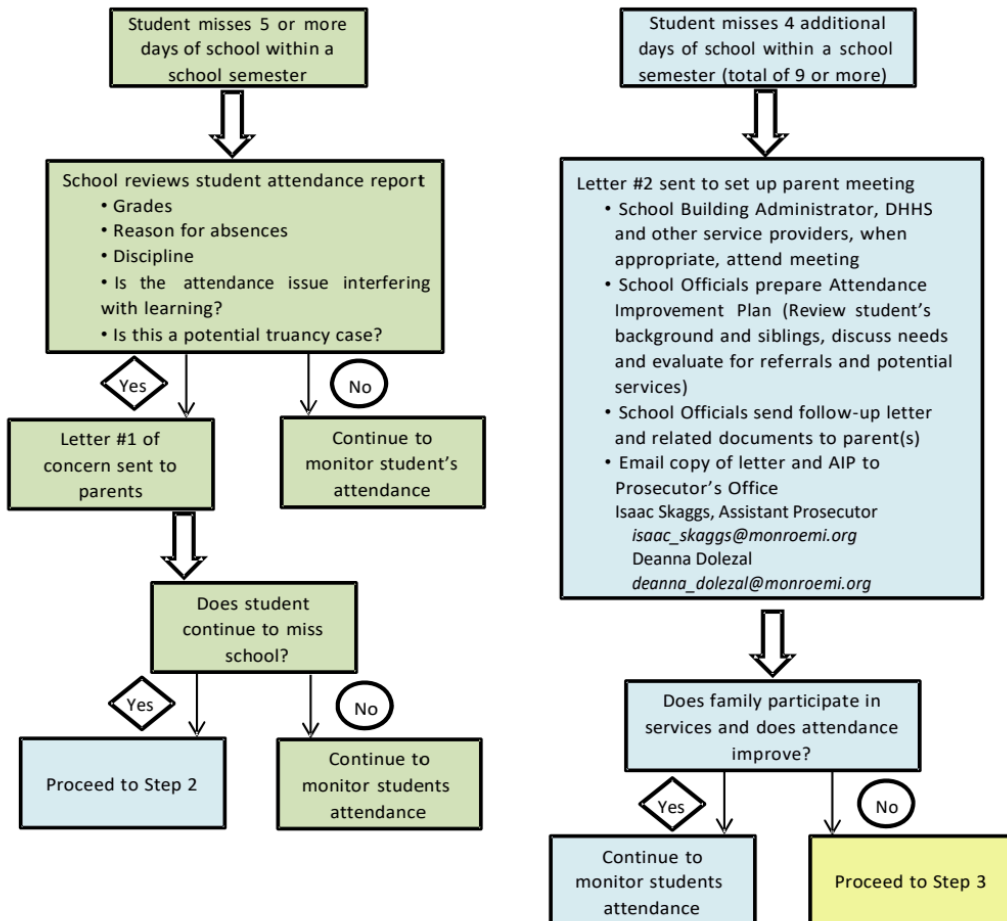 Student misses 5 or more
days of school within a
school semester
School reviews student attendance report
• Grades
• Reason for absences
• Discipline
• Is the attendance issue interfering
with learning?
• Is this a potential truancy case?
Yes
No
Letter #1 of
concern sent to
parents
Continue to
monitor student’s
attendance
Does student
continue to miss
school?
Yes
No
Proceed to Step 2
Continue to
monitor students
attendance
Student misses 4 additional
days of school within a school
semester (total of 9 or more)
Letter #2 sent to set up parent meeting
• School Building Administrator, DHHS
and other service providers, when
appropriate, attend meeting
• School Officials prepare Attendance
Improvement Plan (Review student’s
background and siblings, discuss needs
and evaluate for referrals and potential
services)
• School Officials send follow-up letter
and related documents to parent(s)
• Email copy of letter and AIP to
Prosecutor’s Office
Isaac Skaggs, Assistant Prosecutor
isaac_skaggs@monroemi.org
Deanna Dolezal
deanna_dolezal@monroemi.org
Does family participate in
services and does attendance
improve?
Yes
No
Continue to
monitor students
attendance
Proceed to Step 3